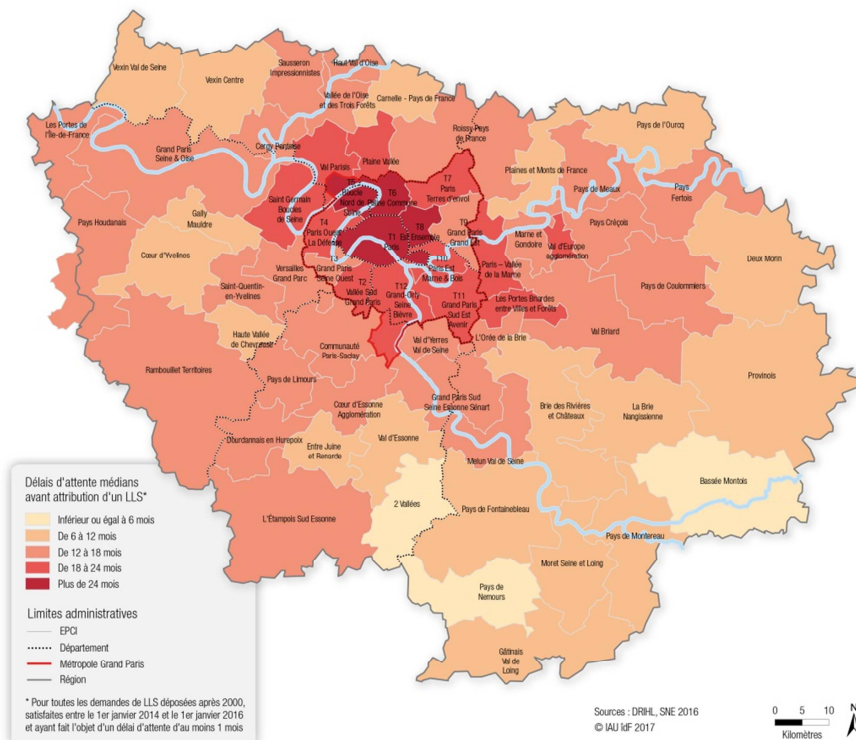 Vexin Val de Seine
Vexin Centre
Sausseron
Impressionnistes
Haut Val d'Oise
Vallée de l'Oise
et des Trois Forêts
Carnelle - Pays de France
Les Portes de
l'Île-de-France
Grand Paris
Seine & Oise
Cergy Pontoise
Roissy Pays
de France
Pays de l'Ourcq
Val Parisis
Plaine Vallée
Plaines et Monts de France
Pays de Meaux
Pays
Fertois
T7
Paris
Terres d'envol
T5
Boucle
Nord de
Seine
T6
Plaine Commune
Saint Germain
Boucles
de Seine
Pays Houdanais
Gally
Mauldre
T4
Paris Ouest
La Défense
T8
Est Ensemble
T9
Grand Paris
Grand Est
T1
Paris
Marne et
Gondoire
Val d'Europe
agglomération
Pays Créçois
Deux Morin
Cœur d'Yvelines
Versailles
Grand Parc
T3
Grand Paris
Seine Ouest
T10
Paris Est
Marne & Bois
Paris – Vallée
de la Marne
Saint-Quentin-
en-Yvelines
T2
Vallée Sud
Grand Paris
T12
Grand-Orly
Seine
Bièvre
T11
Grand Paris
Sud Est
Avenir
Les Portes Briardes
entre Villes et Forêts
Pays de Coulommiers
Haute Vallée
de Chevreuse
Val d'Yerres
Val de Seine
L'Orée de la Brie
Val Briard
Communauté
Paris-Saclay
Rambouillet Territoires
Pays de Limours
Provinois
Cœur d'Essonne
Agglomération
Grand Paris Sud
Seine Essonne Sénart
Brie des Rivières
et Châteaux
La Brie
Nangissienne
Dourdannais en Hurepoix
Entre Juine
et Renarde
Val d'Essonne
Melun Val de Seine
Bassée Montois
2 Vallées
Pays de Fontainebleau
L'Étampois Sud Essonne
Pays de Montereau
Moret Seine et Loing
Pays de
Nemours
Gâtinais
Val de
Loing
Délais d'attente médians
avant attribution d'un LLS*
Inférieur ou égal à 6 mois
De 6 à 12 mois
De 12 à 18 mois
De 18 à 24 mois
Plus de 24 mois
Limites administratives
EPCI
Département
Métropole Grand Paris
Région
* Pour toutes les demandes de LLS déposées après 2000,
satisfaites entre le 1er janvier 2014 et le 1er janvier 2016
et ayant fait l'objet d'un délai d'attente d'au moins 1 mois
Sources : DRIHL, SNE 2016
© IAU îdF 2017
0 5 10
Kilomètres
N